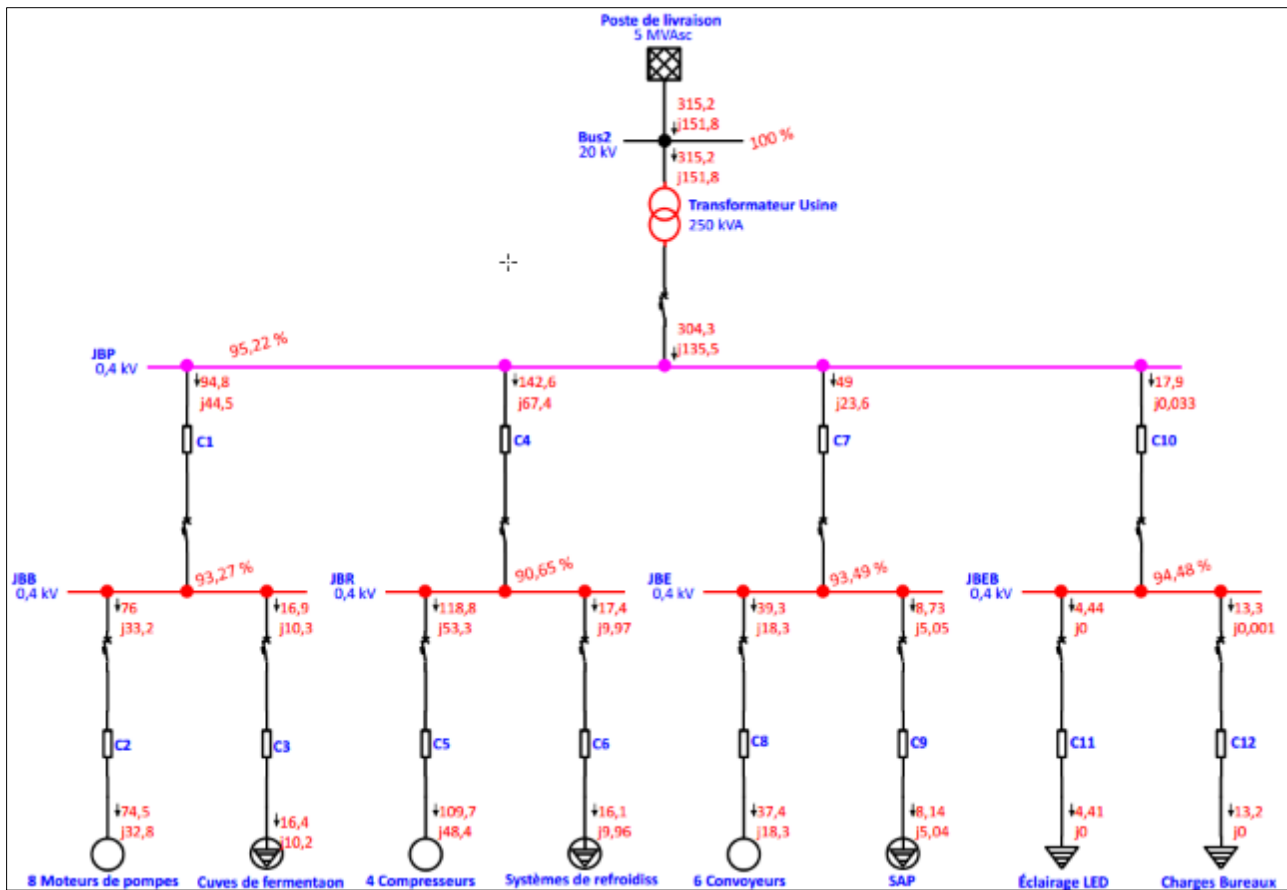 Poste de livraison
5 MVAsc
315,2
j151,8
Bus2
20 kV
100 %
315,2
j151,8
Transformateur Usine
250 kVA
304,3
j135,5
JBP
0,4 kV
95,22 %
94,8
j44,5
142,6
j67,4
49
j23,6
17,9
j0,033
C1
C4
C7
C10
JBB
0,4 kV
93,27 %
JBR
0,4 kV
90,65 %
JBE
0,4 kV
93,49 %
JBEB
0,4 kV
94,48 %
76
j33,2
16,9
j10,3
118,8
j53,3
17,4
j9,97
39,3
j18,3
8,73
j5,05
4,44
j0
13,3
j0,001
C2
C3
C5
C6
C8
C9
C11
C12
74,5
j32,8
16,4
j10,2
109,7
j48,4
16,1
j9,96
37,4
j18,3
8,14
j5,04
4,41
j0
13,2
j0
8 Moteurs de pompes
Cuves de fermentaon
4 Compresseurs
Systèmes de refroidiss
6 Convoyeurs
SAP
Éclairage LED
Charges Bureaux